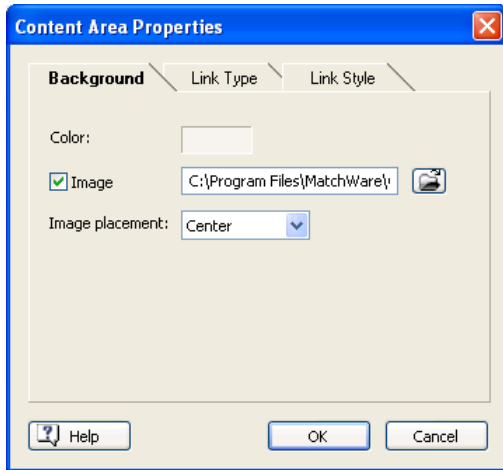 Content Area Properties
Background Link Type Link Style
Color:
Image C:\Program Files\MatchWare\
Image placement: Center
Help OK Cancel